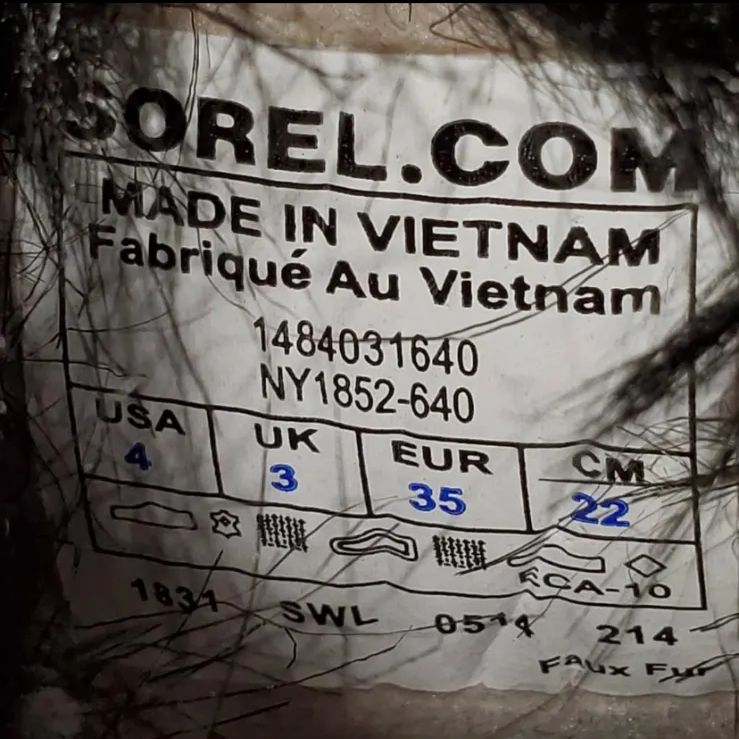 SOREL.COM
MADE IN VIETNAM
Fabriqué Au Vietnam
1484031640
NY1852-640
USA UK EUR CM
4 3 35 22
ECA-10
1831 SWL 0514 214
Faux Fur